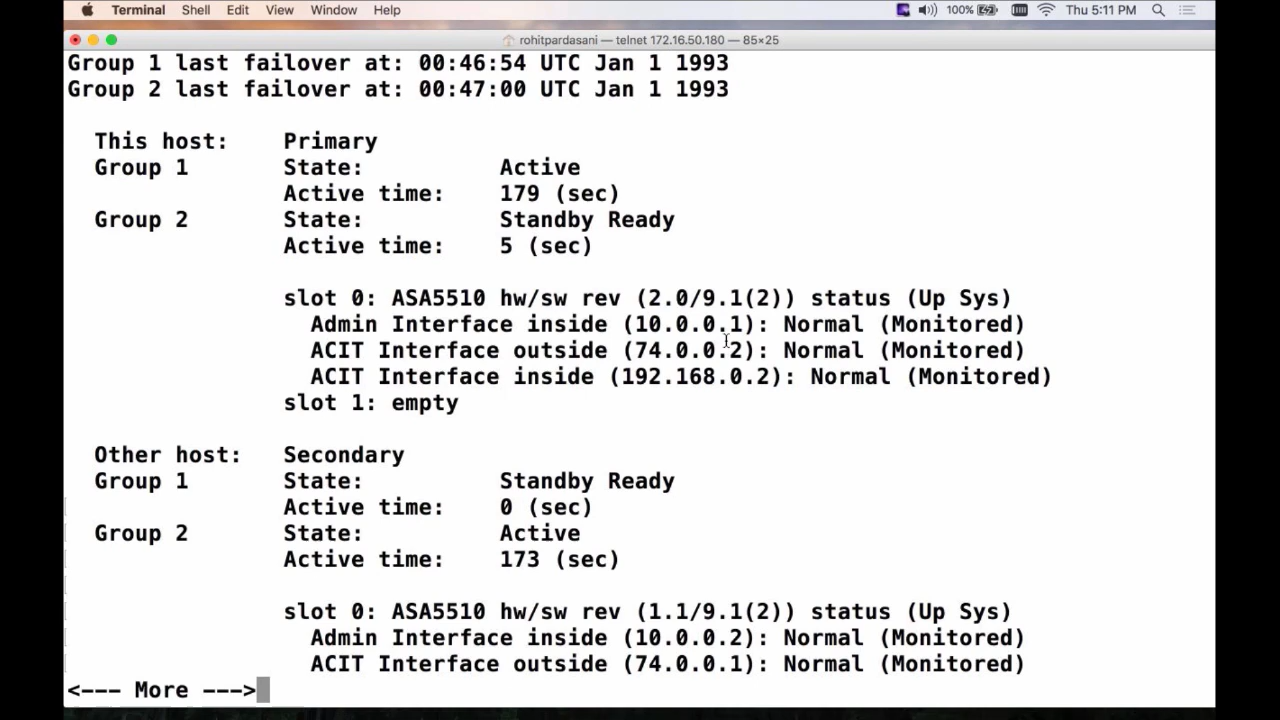 Terminal Shell Edit View Window Help 100% Thu 5:11 PM
rohitpardasani — telnet 172.16.50.180 — 85×25
Group 1 last failover at: 00:46:54 UTC Jan 1 1993
Group 2 last failover at: 00:47:00 UTC Jan 1 1993
This host: Primary
Group 1 State: Active
Active time: 179 (sec)
Group 2 State: Standby Ready
Active time: 5 (sec)
slot 0: ASA5510 hw/sw rev (2.0/9.1(2)) status (Up Sys)
Admin Interface inside (10.0.0.1): Normal (Monitored)
ACIT Interface outside (74.0.0.2): Normal (Monitored)
ACIT Interface inside (192.168.0.2): Normal (Monitored)
slot 1: empty
Other host: Secondary
Group 1 State: Standby Ready
Active time: 0 (sec)
Group 2 State: Active
Active time: 173 (sec)
slot 0: ASA5510 hw/sw rev (1.1/9.1(2)) status (Up Sys)
Admin Interface inside (10.0.0.2): Normal (Monitored)
ACIT Interface outside (74.0.0.1): Normal (Monitored)
<--- More --->